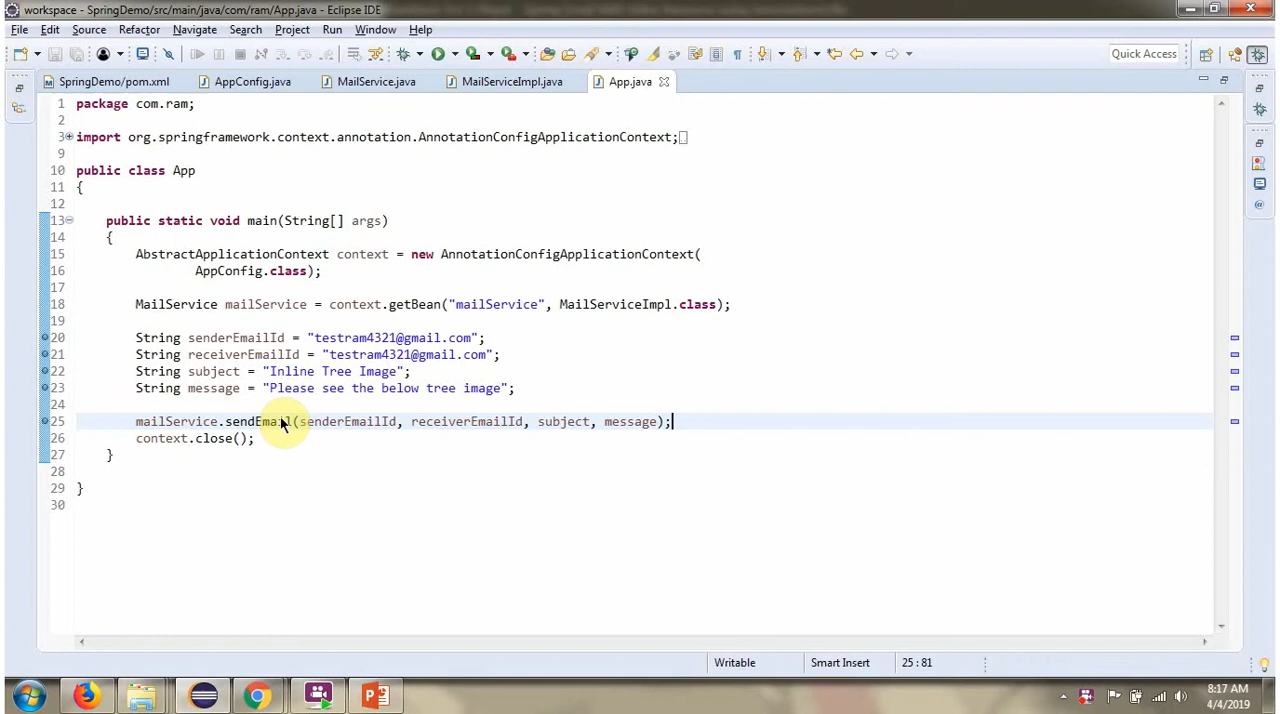 workspace - SpringDemo/src/main/java/com/ram/App.java - Eclipse IDE
File Edit Source Refactor Navigate Search Project Run Window Help
Quick Access
SpringDemo/pom.xml AppConfig.java MailService.java MailServiceImpl.java App.java
1 package com.ram;
2
3 import org.springframework.context.annotation.AnnotationConfigApplicationContext;
9
10 public class App
11 {
12
13 public static void main(String[] args)
14 {
15 AbstractApplicationContext context = new AnnotationConfigApplicationContext(
16 AppConfig.class);
17
18 MailService mailService = context.getBean("mailService", MailServiceImpl.class);
19
20 String senderEmailId = "testram4321@gmail.com";
21 String receiverEmailId = "testram4321@gmail.com";
22 String subject = "Inline Tree Image";
23 String message = "Please see the below tree image";
24
25 mailService.sendEmail(senderEmailId, receiverEmailId, subject, message);
26 context.close();
27 }
28
29 }
30
Writable Smart Insert 25 : 81
8:17 AM
4/4/2019